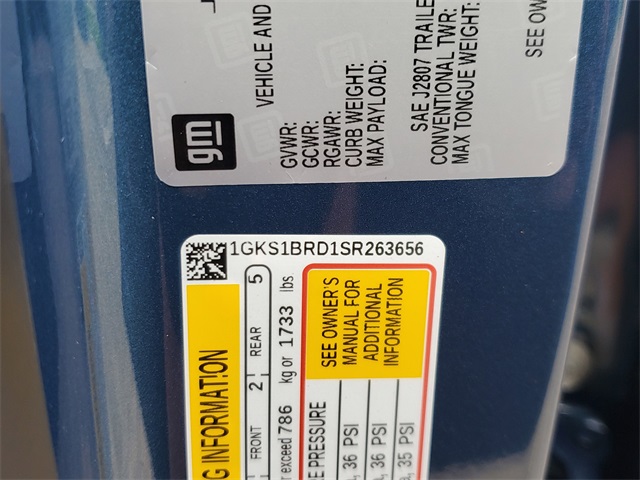 VEHICLE AND
gm
GVWR:
GCWR:
RGAWR:
CURB WEIGHT:
MAX PAYLOAD:
SAE J2807 TRAILE
CONVENTIONAL TWR:
MAX TONGUE WEIGHT:
SEE OW
1GKS1BRD1SR263656
G INFORMATION
FRONT 2 REAR 5
r exceed 786 kg or 1733 lbs
SEE OWNER'S
MANUAL FOR
ADDITIONAL
INFORMATION
E PRESSURE
, 36 PSI
, 36 PSI
, 35 PSI